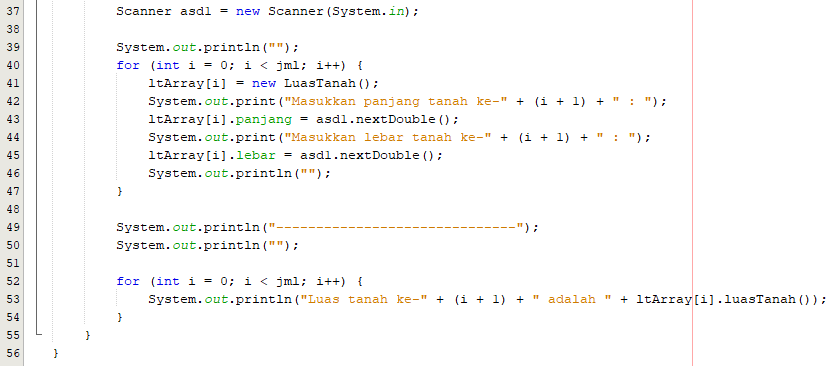 37 Scanner asd1 = new Scanner(System.in);
38
39 System.out.println("");
40 for (int i = 0; i < jml; i++) {
41 ltArray[i] = new LuasTanah();
42 System.out.print("Masukkan panjang tanah ke-" + (i + 1) + " : ");
43 ltArray[i].panjang = asd1.nextDouble();
44 System.out.print("Masukkan lebar tanah ke-" + (i + 1) + " : ");
45 ltArray[i].lebar = asd1.nextDouble();
46 System.out.println("");
47 }
48
49 System.out.println("------------------------------");
50 System.out.println("");
51
52 for (int i = 0; i < jml; i++) {
53 System.out.println("Luas tanah ke-" + (i + 1) + " adalah " + ltArray[i].luasTanah());
54 }
55 }
56 }